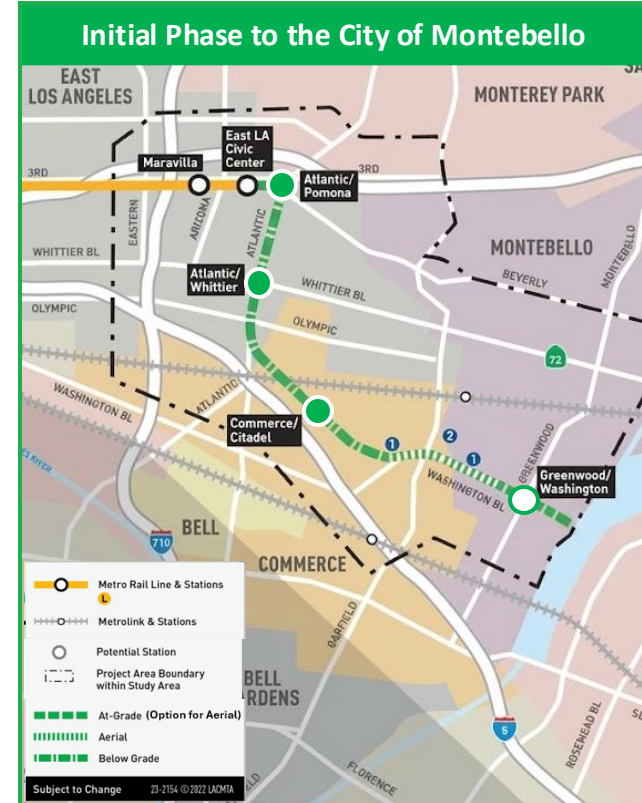 Initial Phase to the City of Montebello
EAST
LOS ANGELES
MONTEREY PARK
East LA
Civic
Center
Maravilla
3RD
3RD
Atlantic/
Pomona
EASTERN
ARIZONA
ATLANTIC
MONTEBELLO
MONTEBELLO
BEVERLY
WHITTIER BL
Atlantic/
Whittier
WHITTIER BL
OLYMPIC
OLYMPIC
72
WASHINGTON BL
ATLANTIC
Commerce/
Citadel
1
2
1
GREENWOOD
WASHINGTON BL
Greenwood/
Washington
RIVER
BELL
710
COMMERCE
GARFIELD
BELL
RDENS
5
ROSEMEAD BL
FLORENCE
Metro Rail Line & Stations
L
Metrolink & Stations
Potential Station
Project Area Boundary
within Study Area
At-Grade (Option for Aerial)
Aerial
Below Grade
Subject to Change
23-2154 ©2022 LACMTA